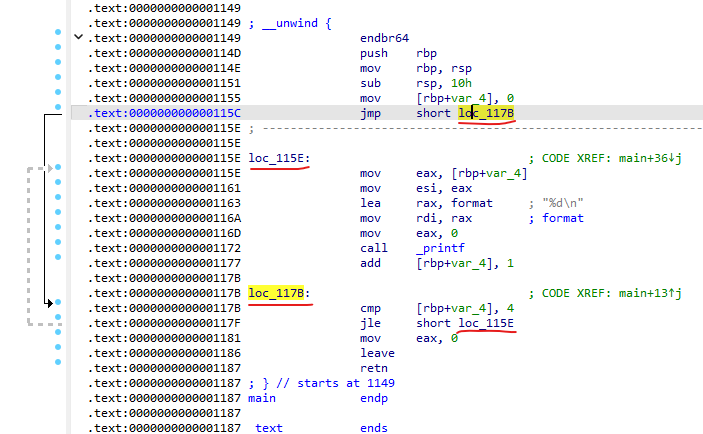 .text:0000000000001149
.text:0000000000001149 ; __unwind {
.text:0000000000001149 endbr64
.text:000000000000114D push rbp
.text:000000000000114E mov rbp, rsp
.text:0000000000001151 sub rsp, 10h
.text:0000000000001155 mov [rbp+var_4], 0
.text:000000000000115C jmp short loc_117B
.text:000000000000115E ; ---------------------------------------------------------------
.text:000000000000115E
.text:000000000000115E loc_115E: ; CODE XREF: main+36↓j
.text:000000000000115E mov eax, [rbp+var_4]
.text:0000000000001161 mov esi, eax
.text:0000000000001163 lea rax, format ; "%d\n"
.text:000000000000116A mov rdi, rax ; format
.text:000000000000116D mov eax, 0
.text:0000000000001172 call _printf
.text:0000000000001177 add [rbp+var_4], 1
.text:000000000000117B
.text:000000000000117B loc_117B: ; CODE XREF: main+13↑j
.text:000000000000117B cmp [rbp+var_4], 4
.text:000000000000117F jle short loc_115E
.text:0000000000001181 mov eax, 0
.text:0000000000001186 leave
.text:0000000000001187 retn
.text:0000000000001187 ; } // starts at 1149
.text:0000000000001187 main endp
.text:0000000000001187
.text:0000000000001187 _text ends